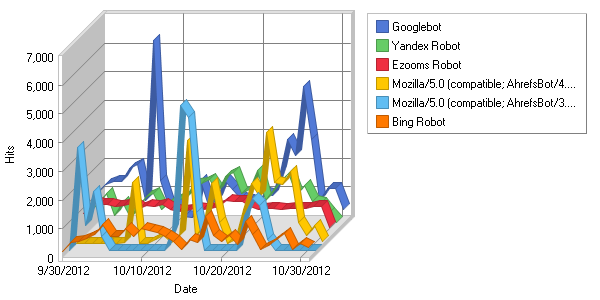 Googlebot
Yandex Robot
Ezooms Robot
Mozilla/5.0 (compatible; AhrefsBot/4....
Mozilla/5.0 (compatible; AhrefsBot/3....
Bing Robot
7,000
6,000
5,000
4,000
3,000
2,000
1,000
0
Hits
9/30/2012 10/10/2012 10/20/2012 10/30/2012
Date